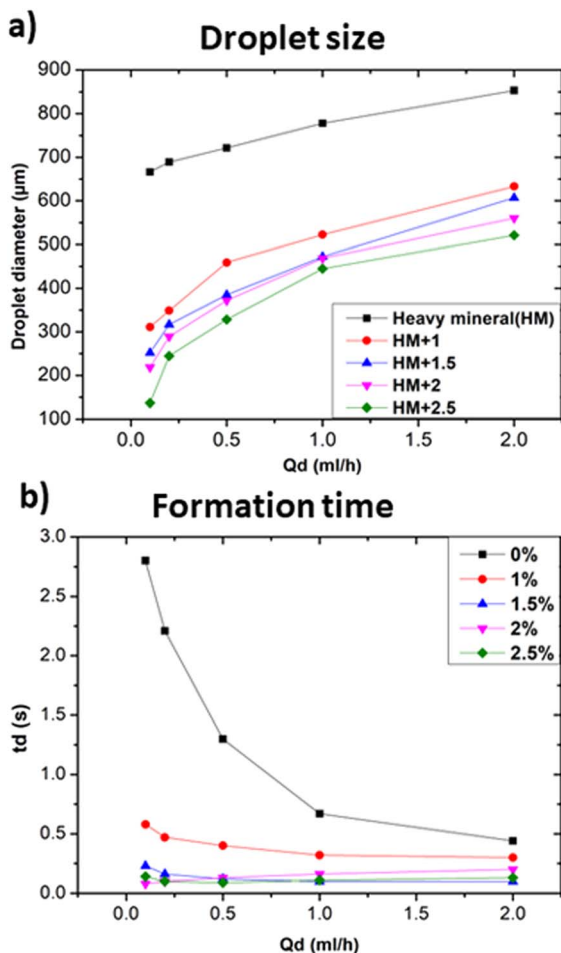 a)
Droplet size
900
800
700
600
500
400
300
200
100
Droplet diameter (µm)
Heavy mineral(HM)
HM+1
HM+1.5
HM+2
HM+2.5
0.0 0.5 1.0 1.5 2.0
Qd (ml/h)
b)
Formation time
3.0
2.5
2.0
1.5
1.0
0.5
0.0
td (s)
0%
1%
1.5%
2%
2.5%
0.0 0.5 1.0 1.5 2.0
Qd (ml/h)